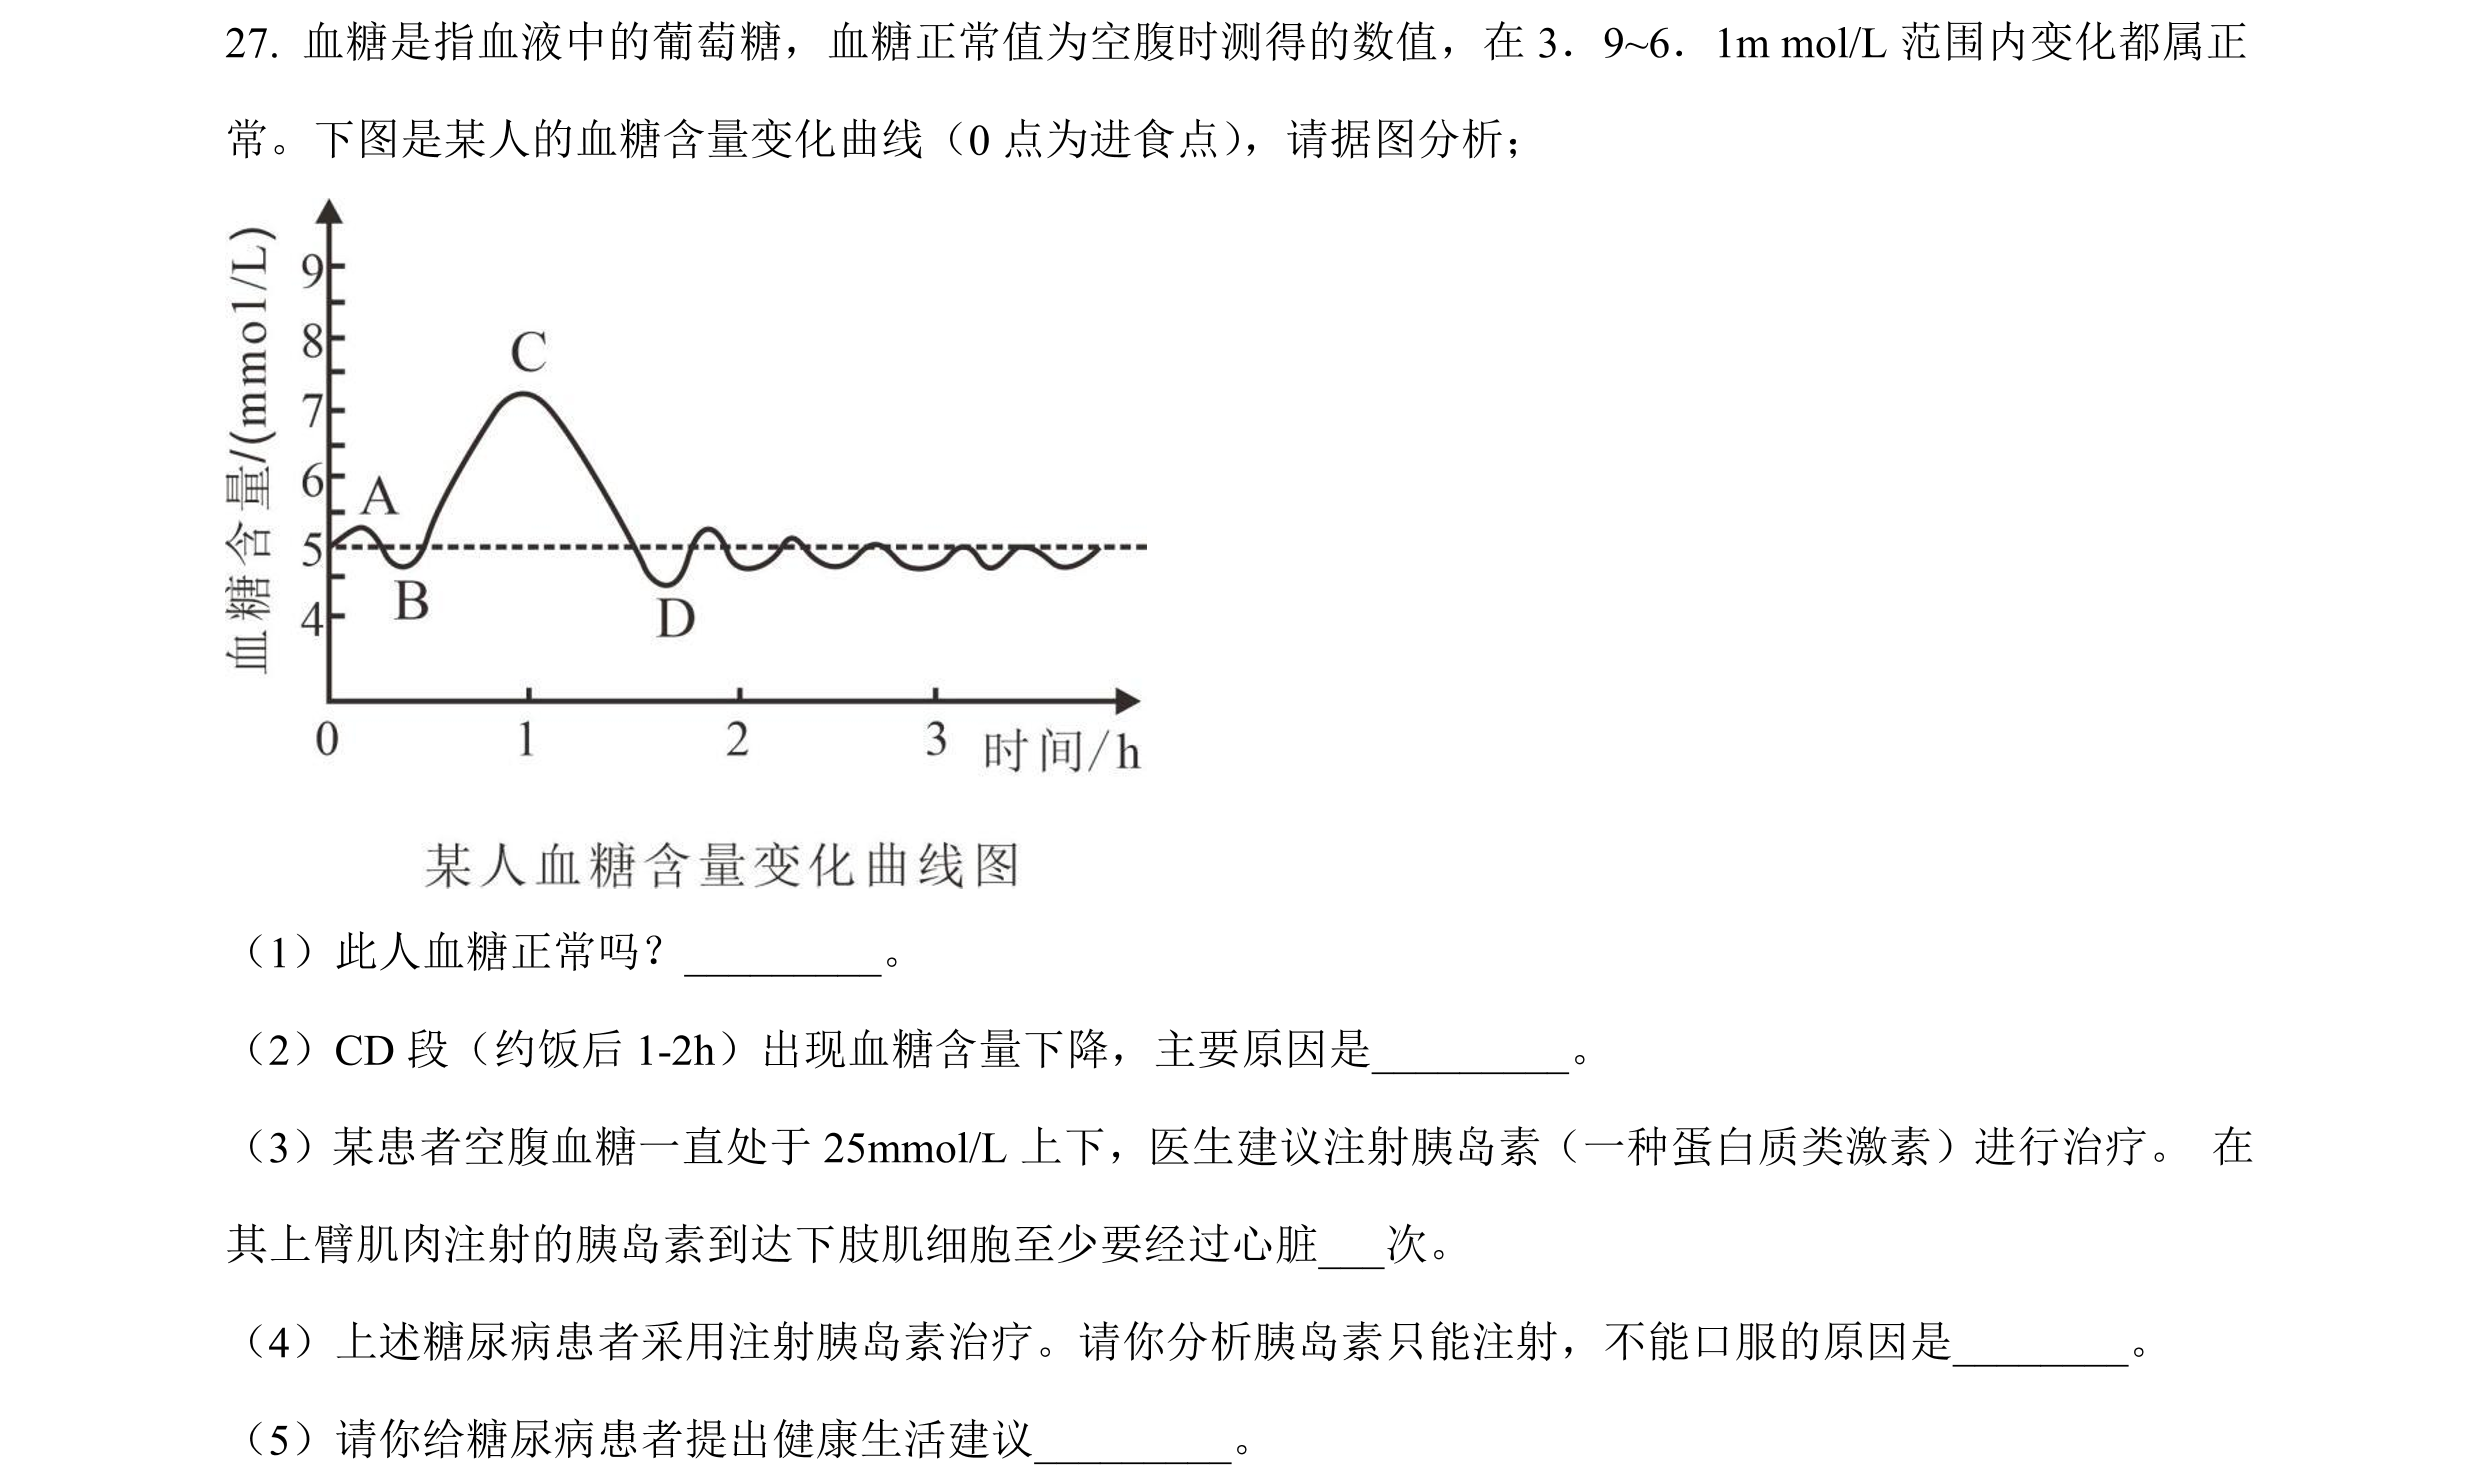 27. 血糖是指血液中的葡萄糖，血糖正常值为空腹时测得的数值，在 3．9~6．1m mol/L 范围内变化都属正
常。下图是某人的血糖含量变化曲线（0 点为进食点），请据图分析；
血糖含量/(mmol/L)
9
8
7
6
5
4
A
B
C
D
0 1 2 3 时间/h
某人血糖含量变化曲线图
（1）此人血糖正常吗？_________。
（2）CD 段（约饭后 1-2h）出现血糖含量下降，主要原因是_________。
（3）某患者空腹血糖一直处于 25mmol/L 上下，医生建议注射胰岛素（一种蛋白质类激素）进行治疗。 在
其上臂肌肉注射的胰岛素到达下肢肌细胞至少要经过心脏___次。
（4）上述糖尿病患者采用注射胰岛素治疗。请你分析胰岛素只能注射，不能口服的原因是________。
（5）请你给糖尿病患者提出健康生活建议_________。